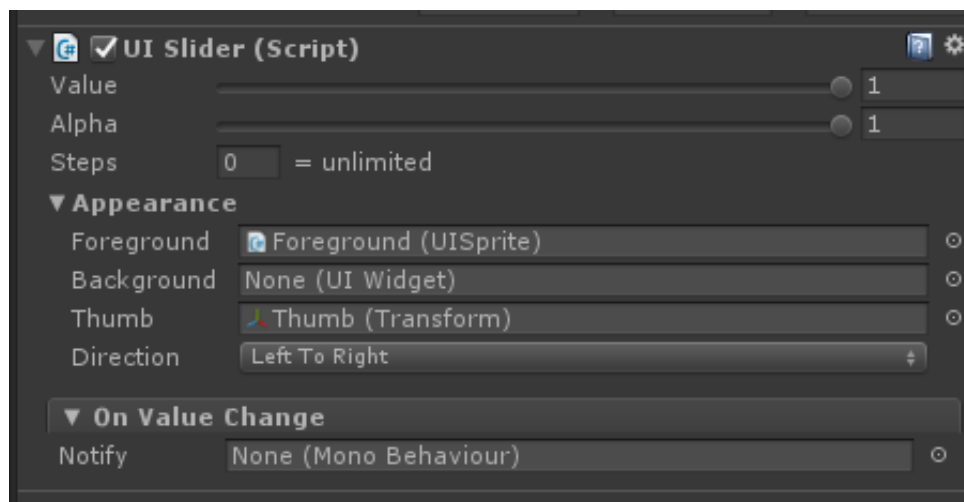 UI Slider (Script)
Value 1
Alpha 1
Steps 0 = unlimited
Appearance
Foreground Foreground (UISprite)
Background None (UI Widget)
Thumb Thumb (Transform)
Direction Left To Right
On Value Change
Notify None (Mono Behaviour)